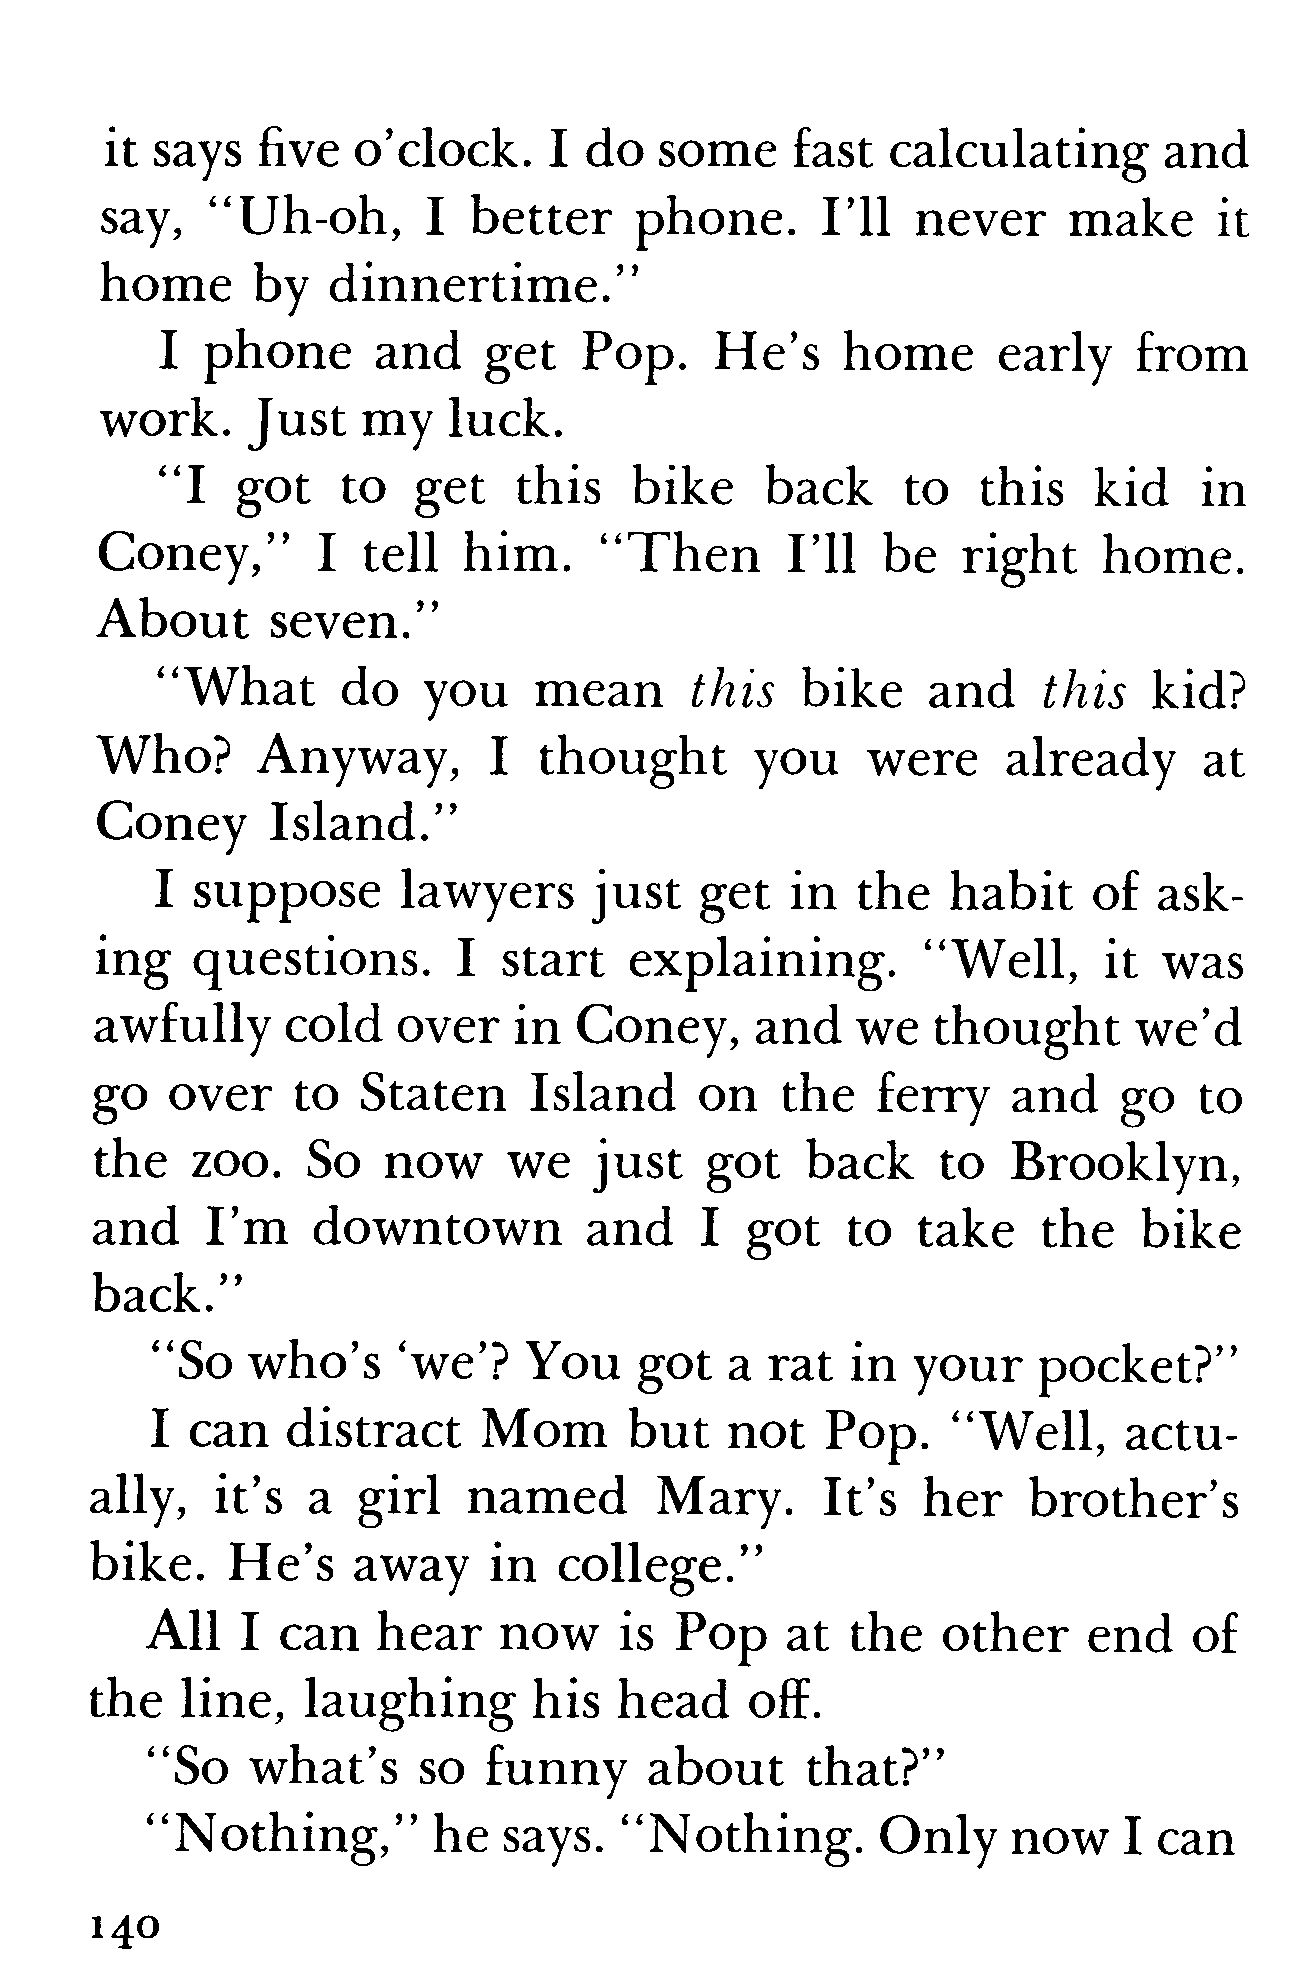 it says five o'clock. I do some fast calculating and
say, "Uh-oh, I better phone. I'll never make it
home by dinnertime."
I phone and get Pop. He's home early from
work. Just my luck.
"I got to get this bike back to this kid in
Coney," I tell him. "Then I'll be right home.
About seven."
"What do you mean this bike and this kid?
Who? Anyway, I thought you were already at
Coney Island."
I suppose lawyers just get in the habit of ask-
ing questions. I start explaining. "Well, it was
awfully cold over in Coney, and we thought we'd
go over to Staten Island on the ferry and go to
the zoo. So now we just got back to Brooklyn,
and I'm downtown and I got to take the bike
back."
"So who's 'we'? You got a rat in your pocket?"
I can distract Mom but not Pop. "Well, actu-
ally, it's a girl named Mary. It's her brother's
bike. He's away in college."
All I can hear now is Pop at the other end of
the line, laughing his head off.
"So what's so funny about that?"
"Nothing," he says. "Nothing. Only now I can
140